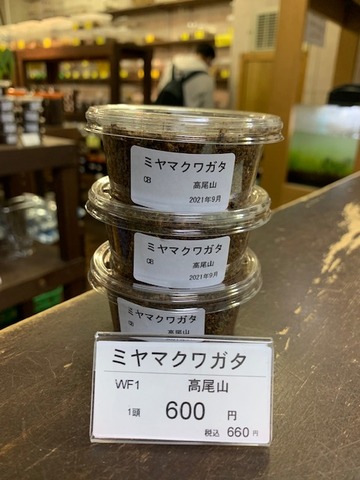 ミヤマクワガタ
高尾山
2021年9月
ミヤマクワガタ
高尾山
2021年9月
ミヤマクワガタ
高尾山
ミヤマクワガタ
WF1 高尾山
1頭 600 円
税込 660円